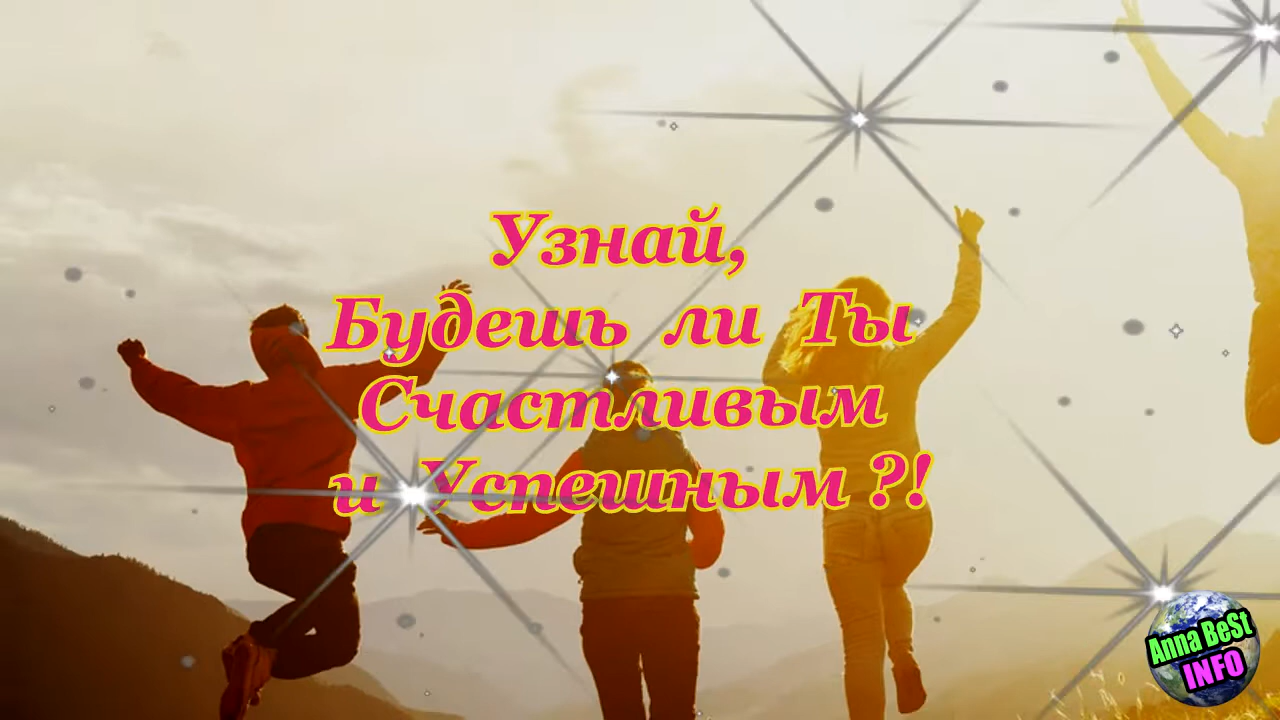 Узнай,
Будешь ли Ты
Счастливым
и Успешным ?!
Anna BeSt
INFO